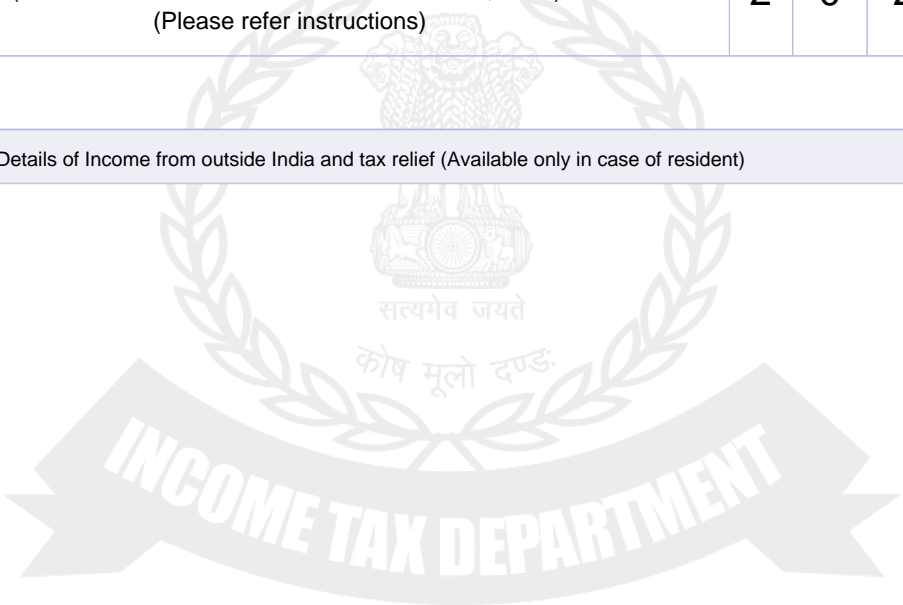 (Please refer instructions)
Details of Income from outside India and tax relief (Available only in case of resident)
सत्यमेव जयते
कोष मूलो दण्डः
INCOME TAX DEPARTMENT